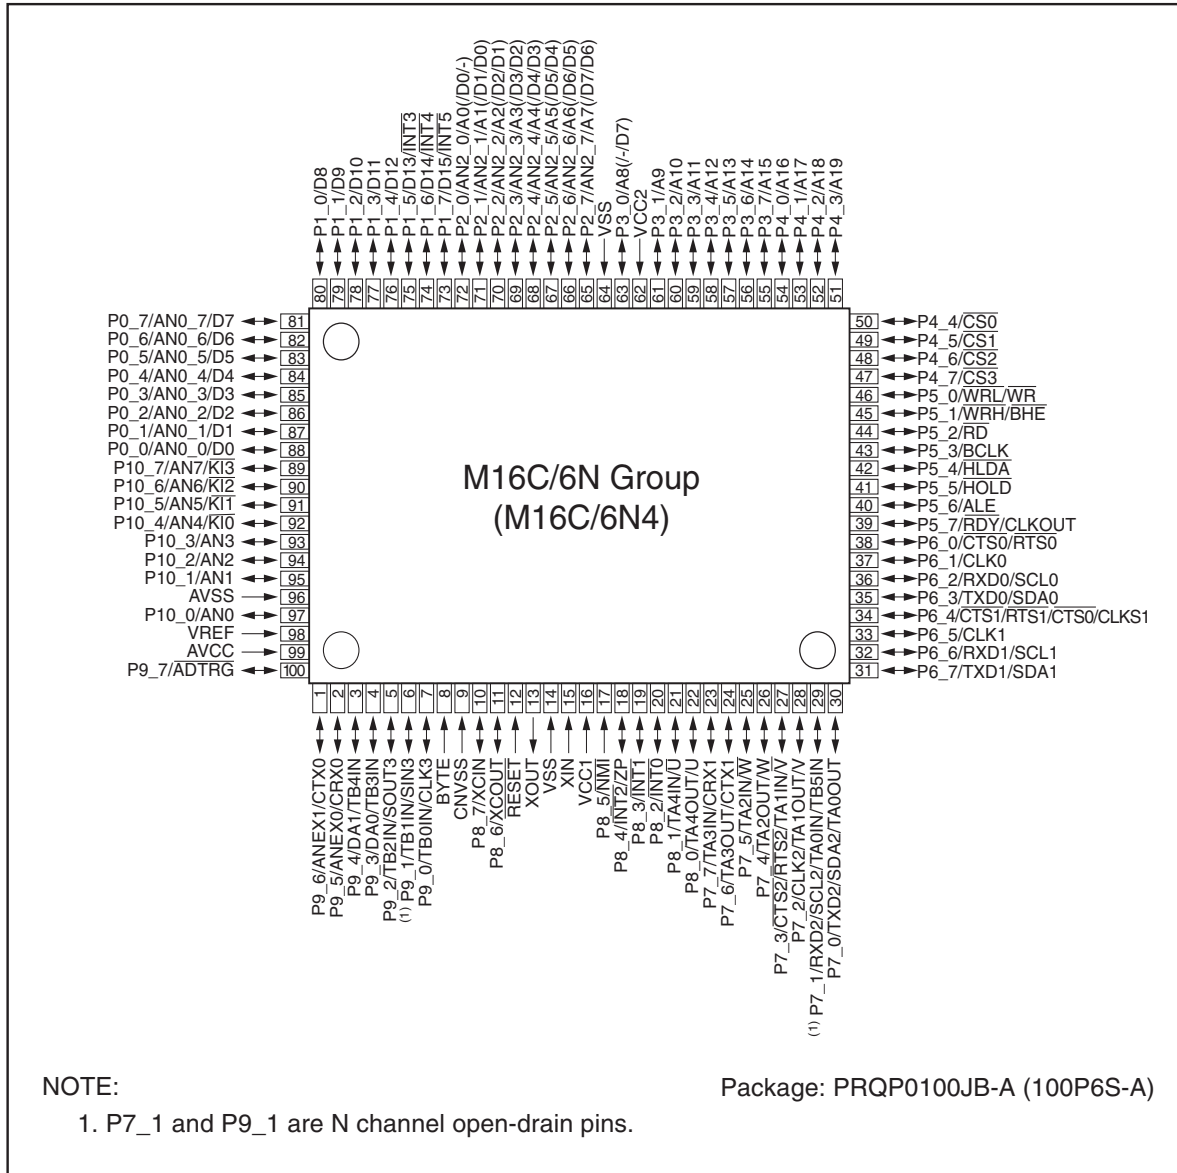 P1_0/D8
P1_1/D9
P1_2/D10
P1_3/D11
P1_4/D12
P1_5/D13/INT3
P1_6/D14/INT4
P1_7/D15/INT5
P2_0/AN2_0/A0(/D0/-)
P2_1/AN2_1/A1(/D1/D0)
P2_2/AN2_2/A2(/D2/D1)
P2_3/AN2_3/A3(/D3/D2)
P2_4/AN2_4/A4(/D4/D3)
P2_5/AN2_5/A5(/D5/D4)
P2_6/AN2_6/A6(/D6/D5)
P2_7/AN2_7/A7(/D7/D6)
VSS
P3_0/A8(/-/D7)
VCC2
P3_1/A9
P3_2/A10
P3_3/A11
P3_4/A12
P3_5/A13
P3_6/A14
P3_7/A15
P4_0/A16
P4_1/A17
P4_2/A18
P4_3/A19
80 79 78 77 76 75 74 73 72 71 70 69 68 67 66 65 64 63 62 61 60 59 58 57 56 55 54 53 52 51
P0_7/AN0_7/D7 81
P0_6/AN0_6/D6 82
P0_5/AN0_5/D5 83
P0_4/AN0_4/D4 84
P0_3/AN0_3/D3 85
P0_2/AN0_2/D2 86
P0_1/AN0_1/D1 87
P0_0/AN0_0/D0 88
P10_7/AN7/KI3 89
P10_6/AN6/KI2 90
P10_5/AN5/KI1 91
P10_4/AN4/KI0 92
P10_3/AN3 93
P10_2/AN2 94
P10_1/AN1 95
AVSS 96
P10_0/AN0 97
VREF 98
AVCC 99
P9_7/ADTRG 100
M16C/6N Group
(M16C/6N4)
50 P4_4/CS0
49 P4_5/CS1
48 P4_6/CS2
47 P4_7/CS3
46 P5_0/WRL/WR
45 P5_1/WRH/BHE
44 P5_2/RD
43 P5_3/BCLK
42 P5_4/HLDA
41 P5_5/HOLD
40 P5_6/ALE
39 P5_7/RDY/CLKOUT
38 P6_0/CTS0/RTS0
37 P6_1/CLK0
36 P6_2/RXD0/SCL0
35 P6_3/TXD0/SDA0
34 P6_4/CTS1/RTS1/CTS0/CLKS1
33 P6_5/CLK1
32 P6_6/RXD1/SCL1
31 P6_7/TXD1/SDA1
1 2 3 4 5 6 7 8 9 10 11 12 13 14 15 16 17 18 19 20 21 22 23 24 25 26 27 28 29 30
P9_6/ANEX1/CTX0
P9_5/ANEX0/CRX0
P9_4/DA1/TB4IN
P9_3/DA0/TB3IN
P9_2/TB2IN/SOUT3
(1) P9_1/TB1IN/SIN3
P9_0/TB0IN/CLK3
BYTE
CNVSS
P8_7/XCIN
P8_6/XCOUT
RESET
XOUT
VSS
XIN
VCC1
P8_5/NMI
P8_4/INT2/ZP
P8_3/INT1
P8_2/INT0
P8_1/TA4IN/U
P8_0/TA4OUT/U
P7_7/TA3IN/CRX1
P7_6/TA3OUT/CTX1
P7_5/TA2IN/W
P7_4/TA2OUT/W
P7_3/CTS2/RTS2/TA1IN/V
P7_2/CLK2/TA1OUT/V
(1) P7_1/RXD2/SCL2/TA0IN/TB5IN
P7_0/TXD2/SDA2/TA0OUT
NOTE:
Package: PRQP0100JB-A (100P6S-A)
1. P7_1 and P9_1 are N channel open-drain pins.